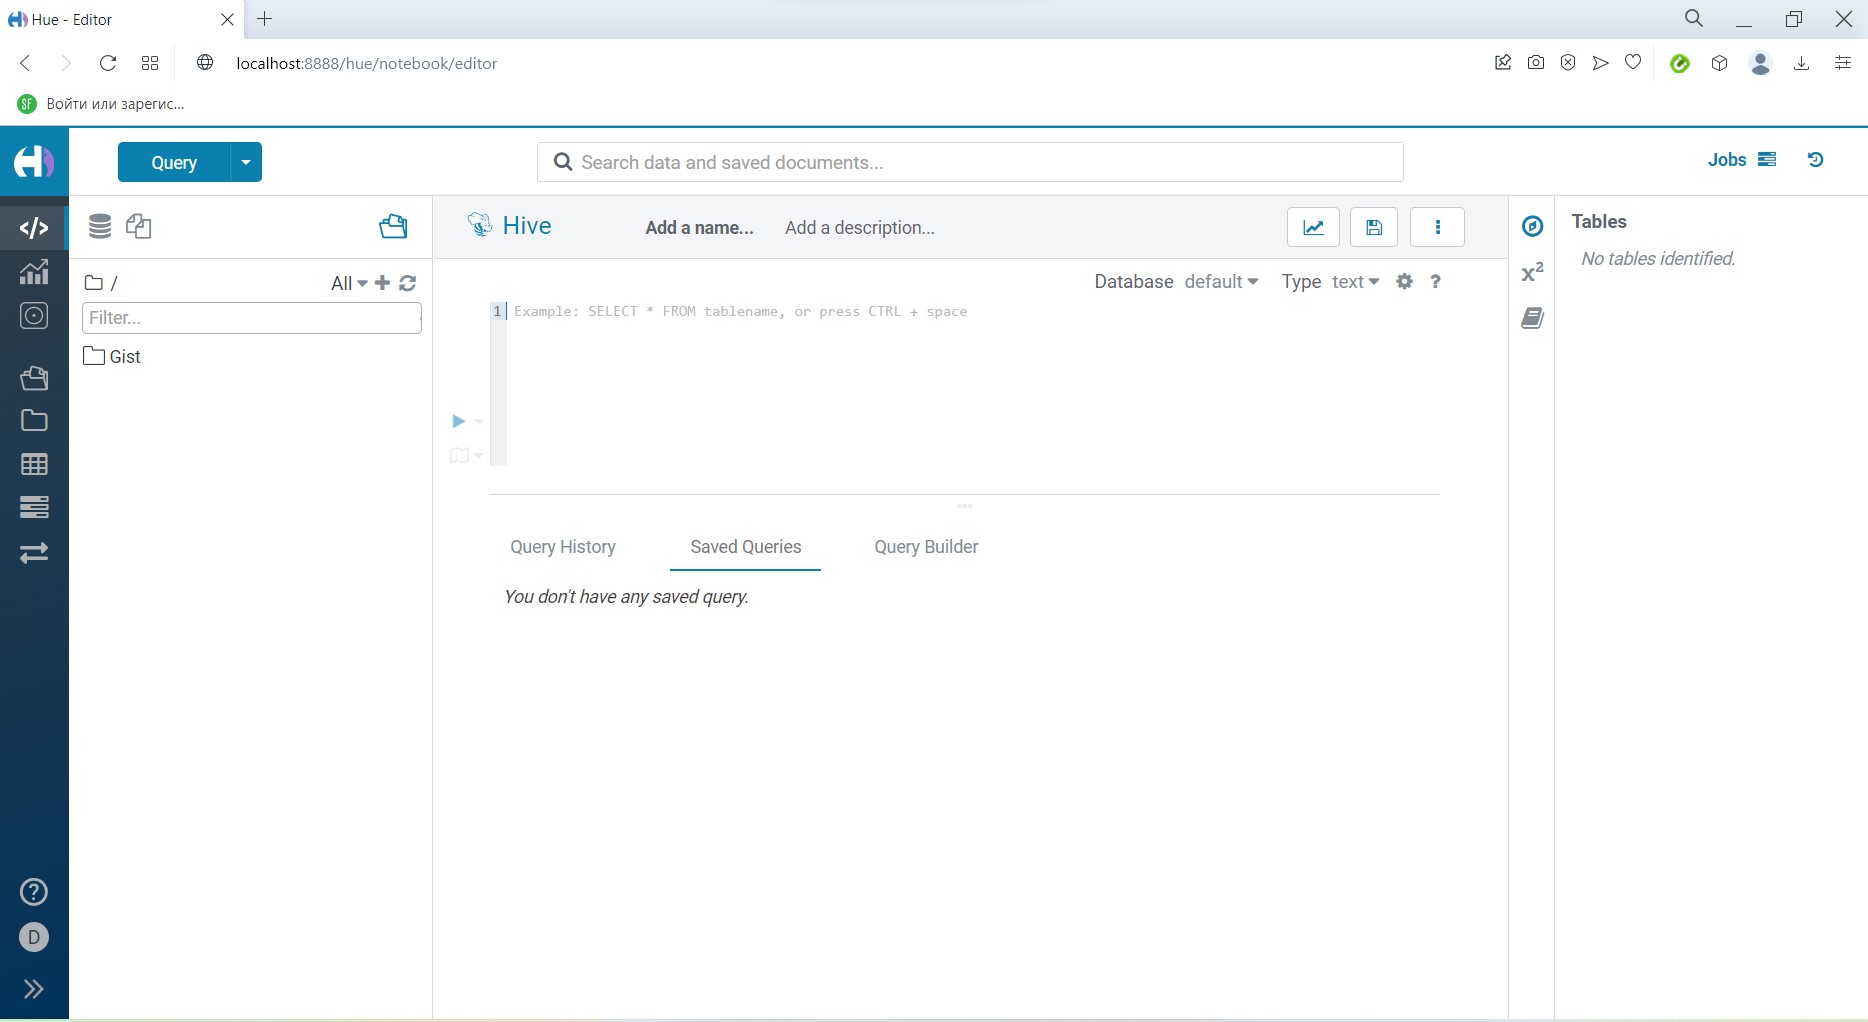 Hue - Editor
localhost:8888/hue/notebook/editor
SF Войти или зарегис...
Query
Search data and saved documents...
Jobs
Hive
Add a name...
Add a description...
Tables
No tables identified.
/
All
Filter...
Gist
Database default
Type text
?
1 Example: SELECT * FROM tablename, or press CTRL + space
x²
Query History
Saved Queries
Query Builder
You don't have any saved query.
?
D